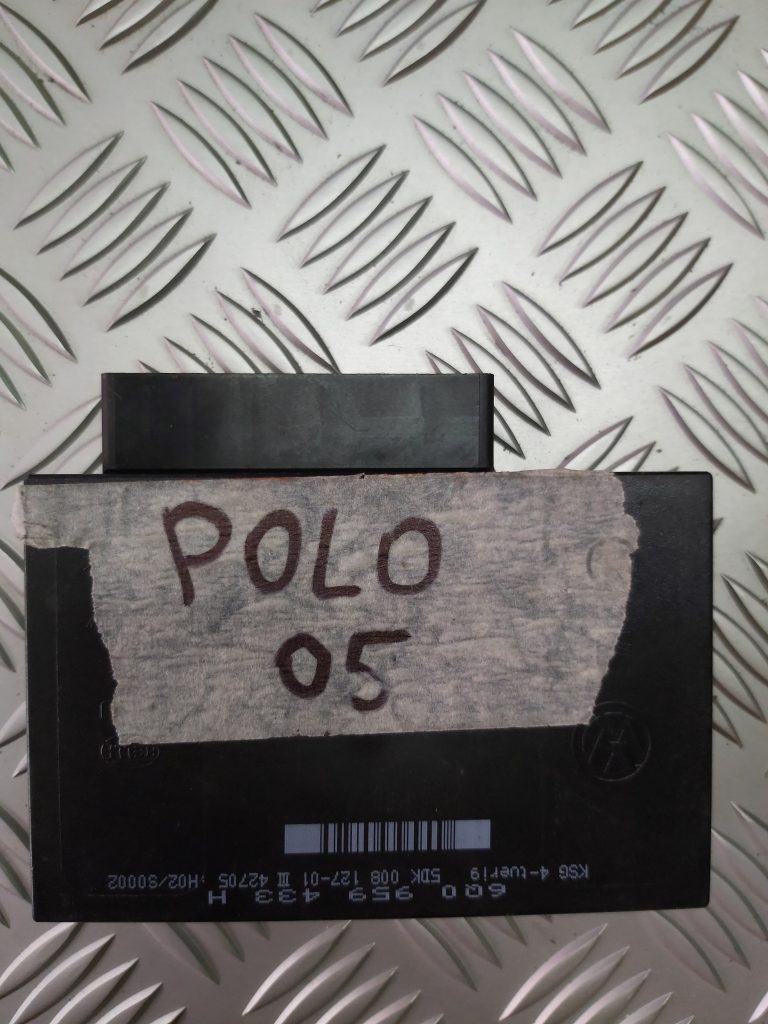 POLO
05
6Q0 959 433 H
KSG 4-tuerig 5DK 008 127-01 III 42705 :H02/S0002